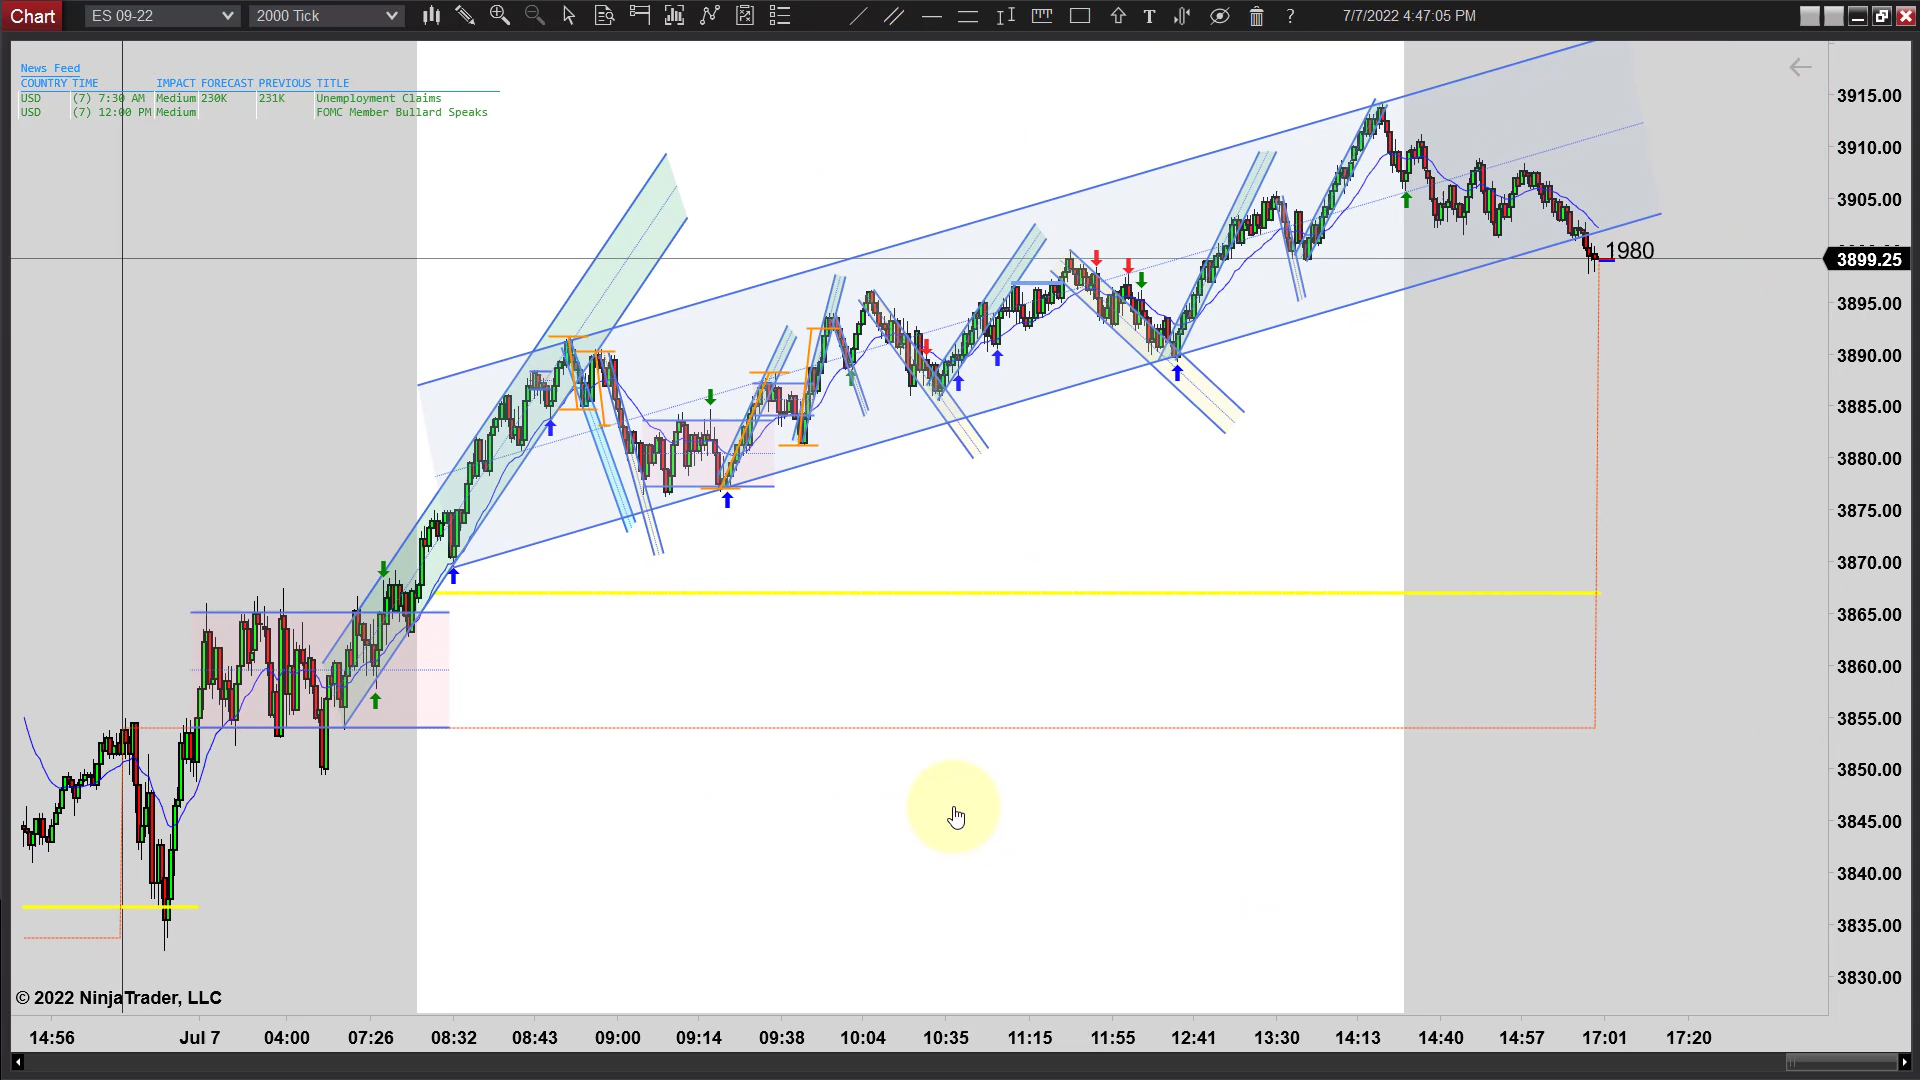 Chart ES 09-22 2000 Tick T ? 7/7/2022 4:47:05 PM
News Feed
COUNTRY TIME IMPACT FORECAST PREVIOUS TITLE
USD (7) 7:30 AM Medium 230K 231K Unemployment Claims
USD (7) 12:00 PM Medium FOMC Member Bullard Speaks
3915.00
3910.00
3905.00
1980
3899.25
3895.00
3890.00
3885.00
3880.00
3875.00
3870.00
3865.00
3860.00
3855.00
3850.00
3845.00
3840.00
3835.00
3830.00
© 2022 NinjaTrader, LLC
14:56 Jul 7 04:00 07:26 08:32 08:43 09:00 09:14 09:38 10:04 10:35 11:15 11:55 12:41 13:30 14:13 14:40 14:57 17:01 17:20